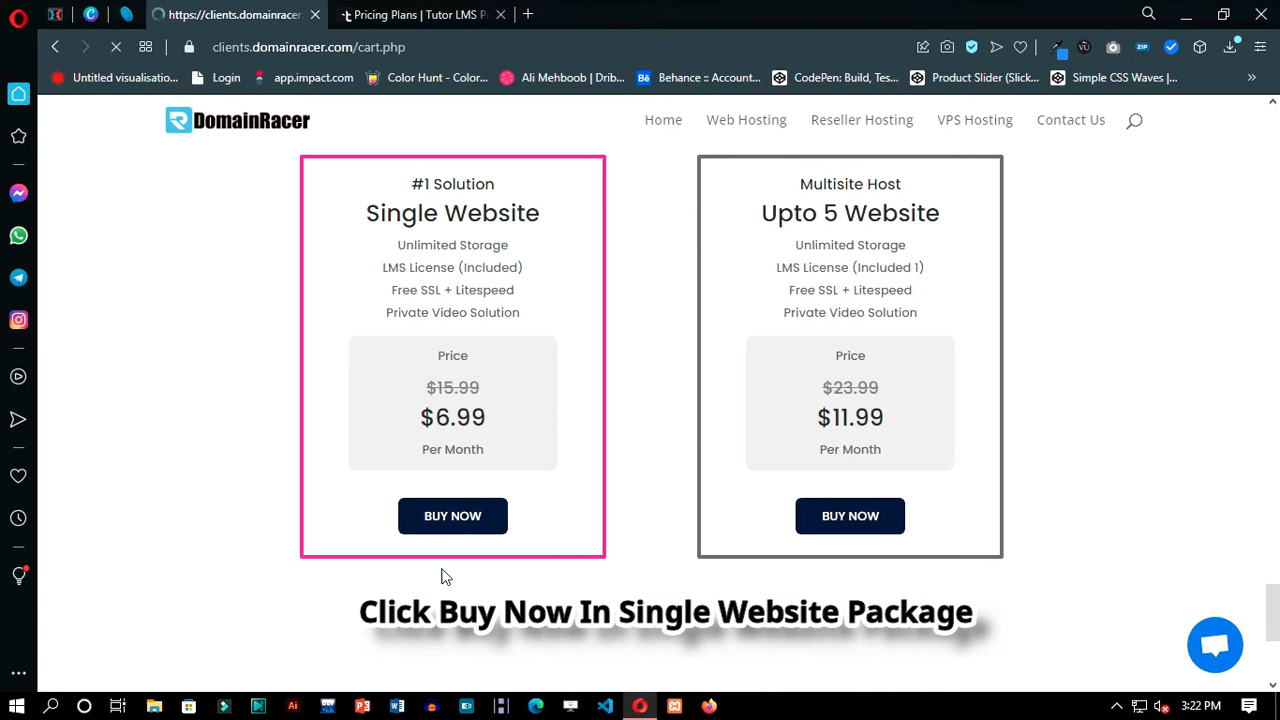 https://clients.domainracer.
Pricing Plans | Tutor LMS P
clients.domainracer.com/cart.php
VU
ZIP
Untitled visualisatio...
Login
app.impact.com
Color Hunt - Color...
Ali Mehboob | Drib...
Bē
Behance :: Account...
CodePen: Build, Tes...
Product Slider (Slick...
Simple CSS Waves |...
DomainRacer
Home
Web Hosting
Reseller Hosting
VPS Hosting
Contact Us
#1 Solution
Single Website
Unlimited Storage
LMS License (Included)
Free SSL + Litespeed
Private Video Solution
Price
$15.99
$6.99
Per Month
BUY NOW
Multisite Host
Upto 5 Website
Unlimited Storage
LMS License (Included 1)
Free SSL + Litespeed
Private Video Solution
Price
$23.99
$11.99
Per Month
BUY NOW
Click Buy Now In Single Website Package
Ai
3:22 PM